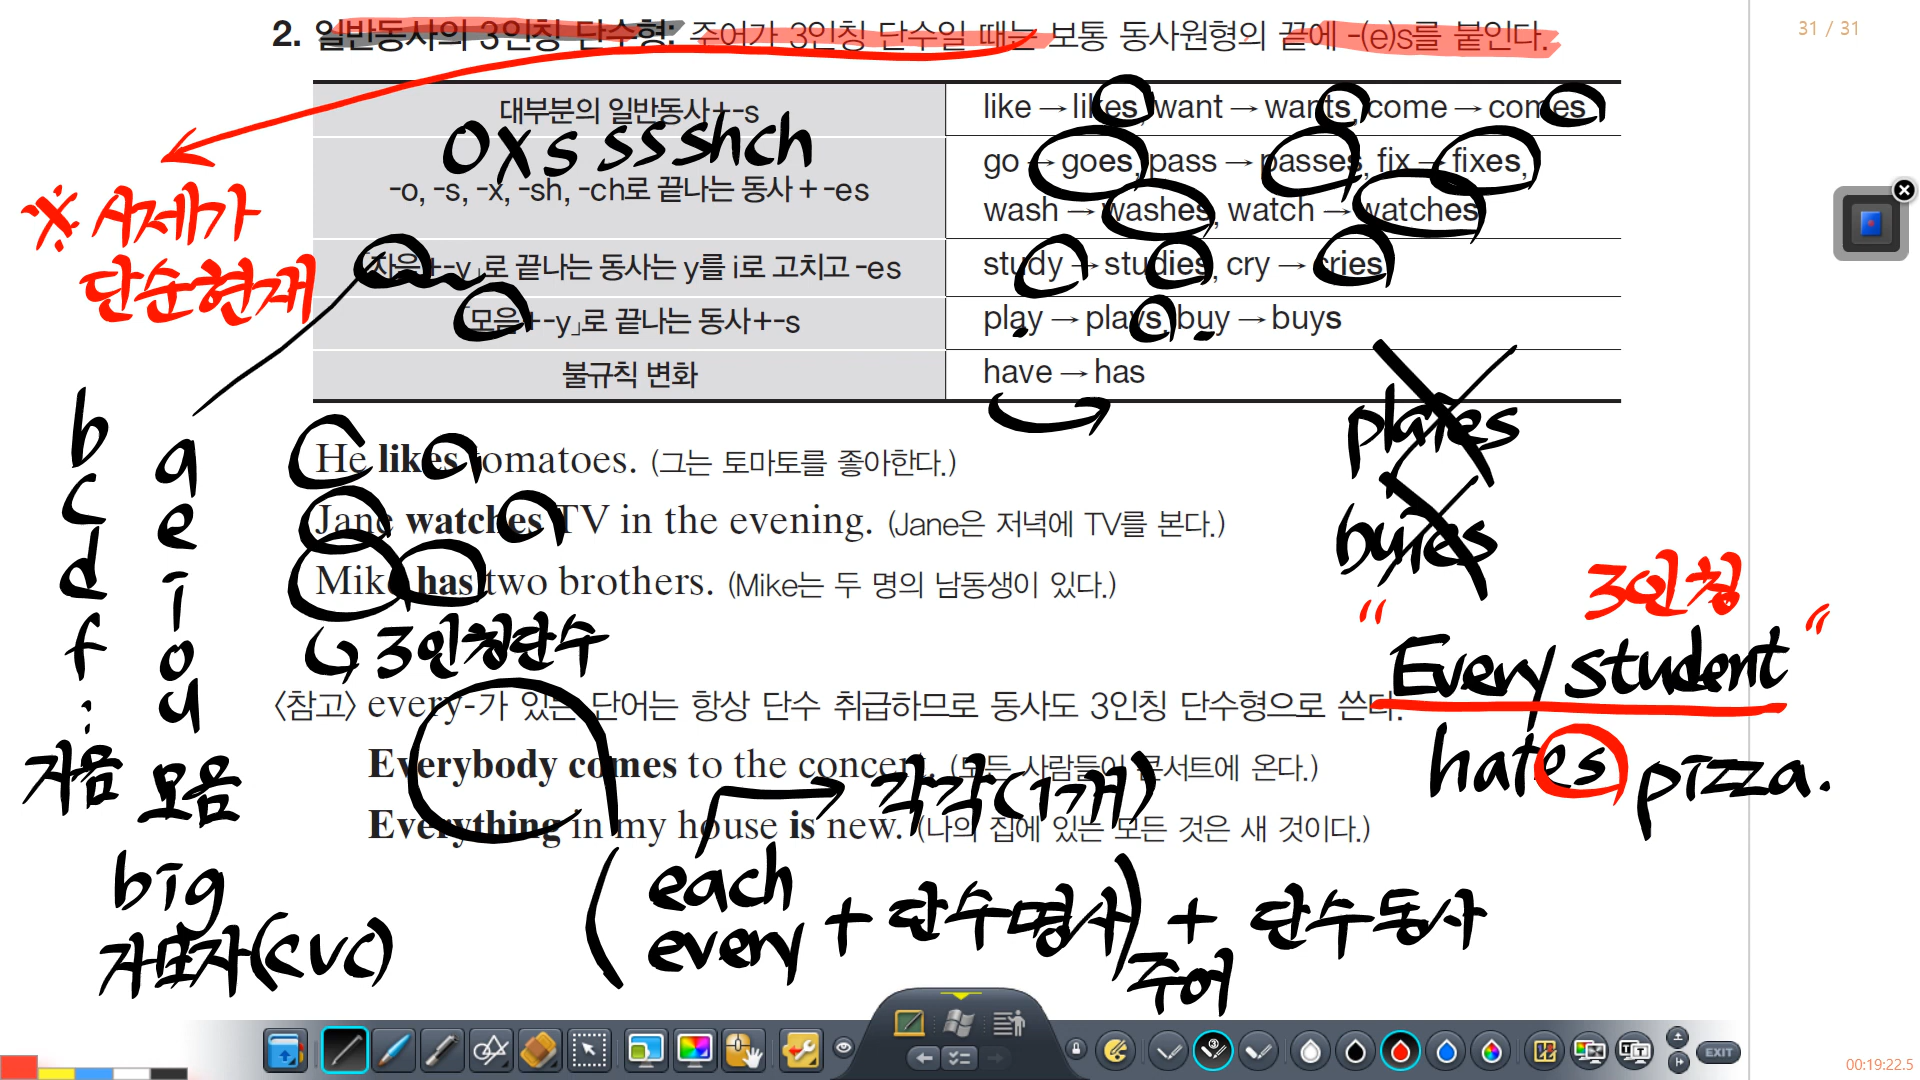 31 / 31
2. 일반동사의 3인칭 단수형: 주어가 3인칭 단수일 때는 보통 동사원형의 끝에 -(e)s를 붙인다.
대부분의 일반동사+-s
like → likes, want → wants, come → comes
o x s ss sh ch
-o, -s, -x, -sh, -ch로 끝나는 동사 + -es
go → goes, pass → passes, fix → fixes,
wash → washes, watch → watches
※ A제가
단순현재
「자음+-y」로 끝나는 동사는 y를 i로 고치고 -es
study → studies, cry → cries
「모음+-y」로 끝나는 동사+-s
play → plays, buy → buys
불규칙 변화
have → has
plaies
buies
b
c
d
f
:
자음
a
e
i
o
u
모음
He likes tomatoes. (그는 토마토를 좋아한다.)
Jane watches TV in the evening. (Jane은 저녁에 TV를 본다.)
Mike has two brothers. (Mike는 두 명의 남동생이 있다.)
3인칭단수
3인칭
"Every student"
hates pizza.
〈참고〉 every-가 있는 단어는 항상 단수 취급하므로 동사도 3인칭 단수형으로 쓴다.
Everybody comes to the concert. (모든 사람들이 콘서트에 온다.)
각각(1개)
Everything in my house is new. (나의 집에 있는 모든 것은 새 것이다.)
big
자모자(cvc)
(each
every + 단수명사) + 단수동사
주어
EXIT
00:19:22.5